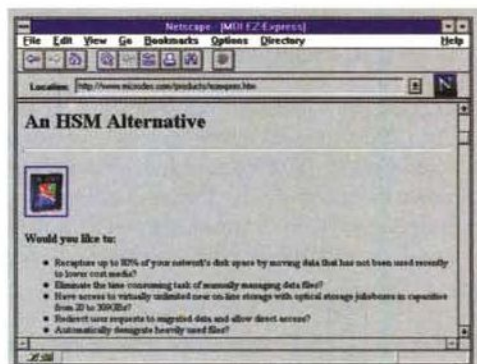 Netscape - [MDI EZ-Express]
File Edit View Go Bookmarks Options Directory Help
Location:
An HSM Alternative
Would you like to:
Recapture up to 80% of your network's disk space by moving data that has not been used recently
to lower cost media?
Eliminate the time consuming task of manually managing data files?
Have access to virtually unlimited near on-line storage with optical storage jukeboxes in capacities
from 20 to
Redirect user requests to migrated data and allow direct access?
Automatically demigrate heavily used files?